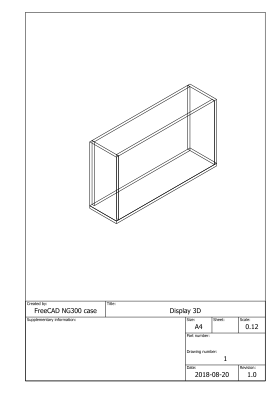 Created by:
FreeCAD NG300 case
Title:
Display 3D
Supplementary information:
Size:
A4
Sheet:
Scale:
0.12
Part number:
Drawing number:
1
Date:
2018-08-20
Revision:
1.0